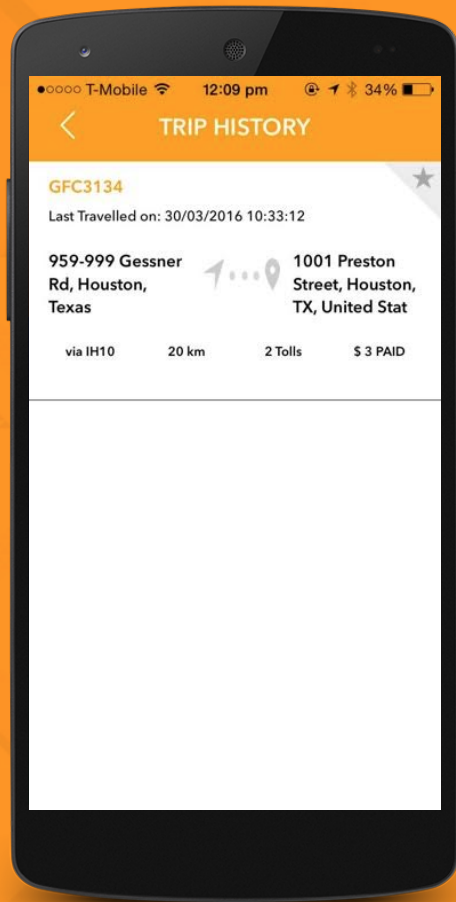 T-Mobile 12:09 pm 34%
TRIP HISTORY
GFC3134
Last Travelled on: 30/03/2016 10:33:12
959-999 Gessner
Rd, Houston,
Texas
1001 Preston
Street, Houston,
TX, United Stat
via IH10 20 km 2 Tolls $ 3 PAID